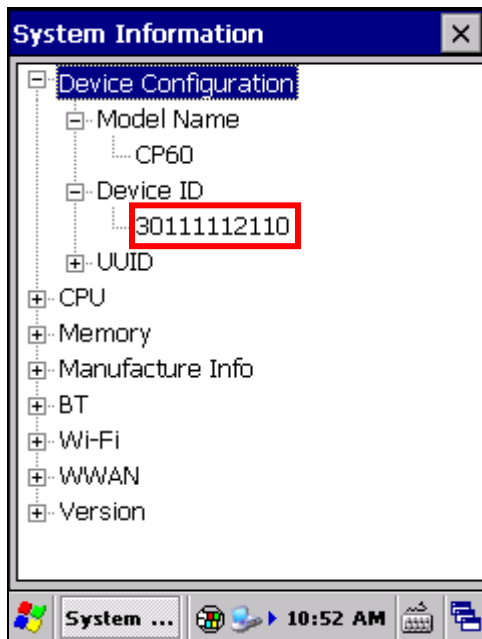 System Information
Device Configuration
Model Name
CP60
Device ID
30111112110
UUID
CPU
Memory
Manufacture Info
BT
Wi-Fi
WWAN
Version
System ... 10:52 AM